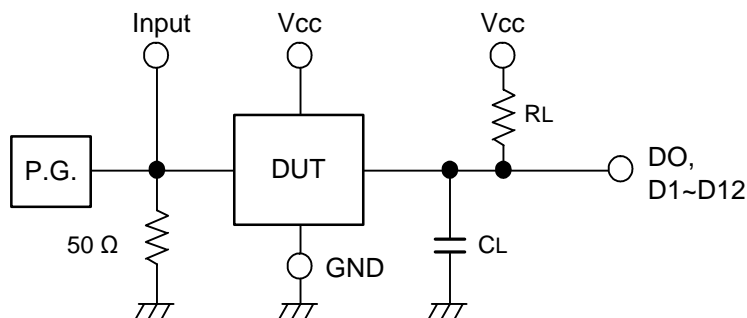 Input
Vcc
Vcc
RL
P.G.
DUT
DO,
D1~D12
50 Ω
GND
CL